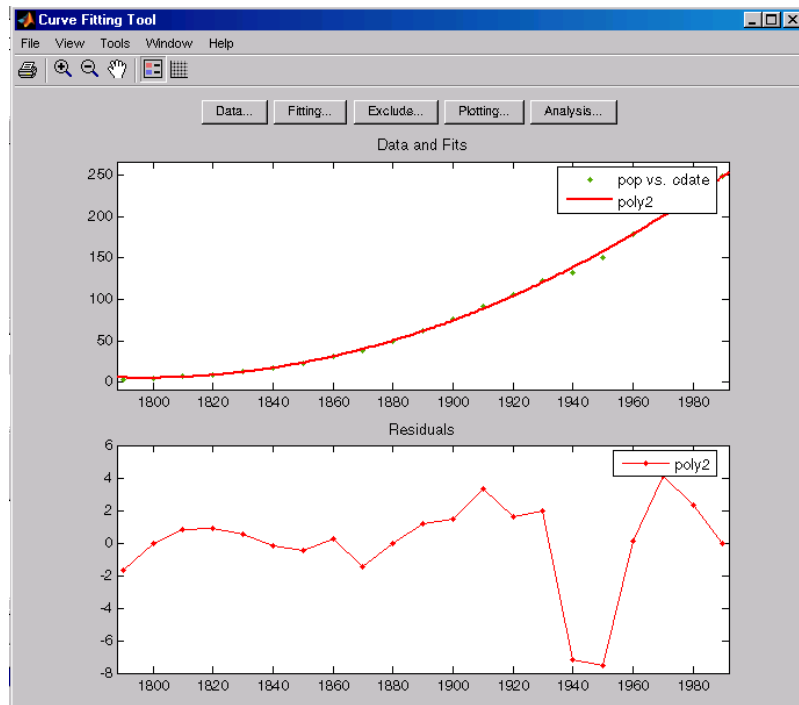 Curve Fitting Tool
File View Tools Window Help
Data... Fitting... Exclude... Plotting... Analysis...
Data and Fits
250
200
150
100
50
0
pop vs. cdate
poly2
1800 1820 1840 1860 1880 1900 1920 1940 1960 1980
Residuals
6
4
2
0
-2
-4
-6
-8
poly2
1800 1820 1840 1860 1880 1900 1920 1940 1960 1980